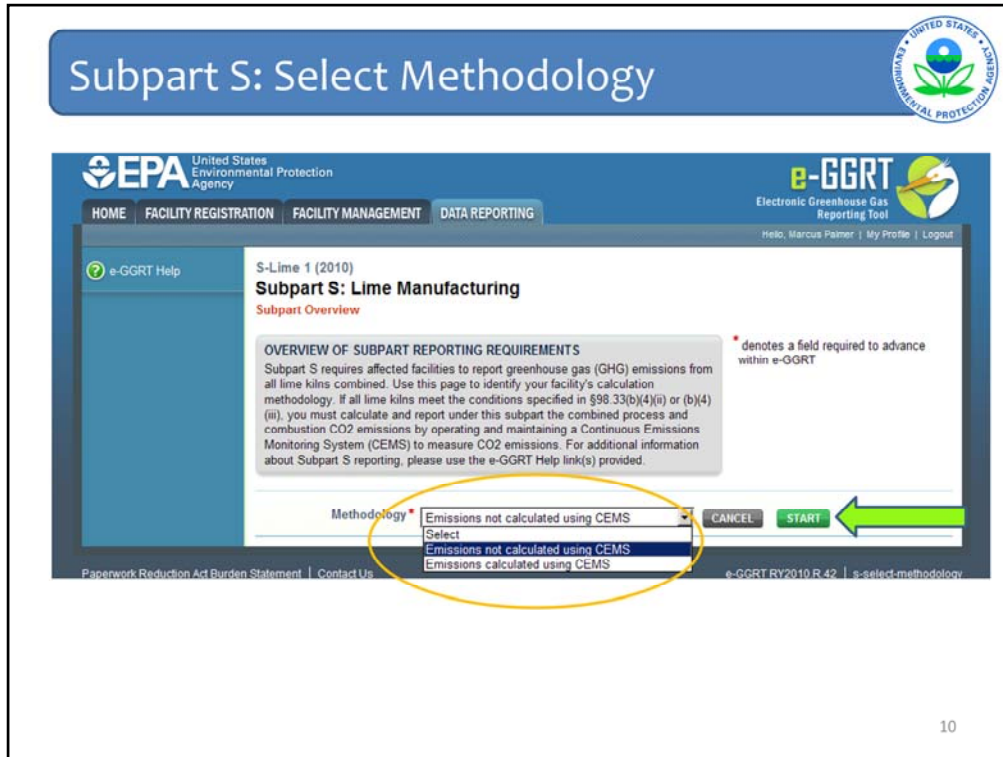 Subpart S: Select Methodology
UNITED STATES
ENVIRONMENTAL PROTECTION AGENCY
EPA United States
Environmental Protection
Agency
e-GGRT
Electronic Greenhouse Gas
Reporting Tool
HOME FACILITY REGISTRATION FACILITY MANAGEMENT DATA REPORTING
Hello, Marcus Palmer | My Profile | Logout
? e-GGRT Help
S-Lime 1 (2010)
Subpart S: Lime Manufacturing
Subpart Overview
OVERVIEW OF SUBPART REPORTING REQUIREMENTS
Subpart S requires affected facilities to report greenhouse gas (GHG) emissions from
all lime kilns combined. Use this page to identify your facility's calculation
methodology. If all lime kilns meet the conditions specified in §98.33(b)(4)(ii) or (b)(4)
(iii), you must calculate and report under this subpart the combined process and
combustion CO2 emissions by operating and maintaining a Continuous Emissions
Monitoring System (CEMS) to measure CO2 emissions. For additional information
about Subpart S reporting, please use the e-GGRT Help link(s) provided.
* denotes a field required to advance
within e-GGRT
Methodology * Emissions not calculated using CEMS CANCEL START
Select
Emissions not calculated using CEMS
Emissions calculated using CEMS
Paperwork Reduction Act Burden Statement | Contact Us
e-GGRT RY2010.R.42 | s-select-methodology
10